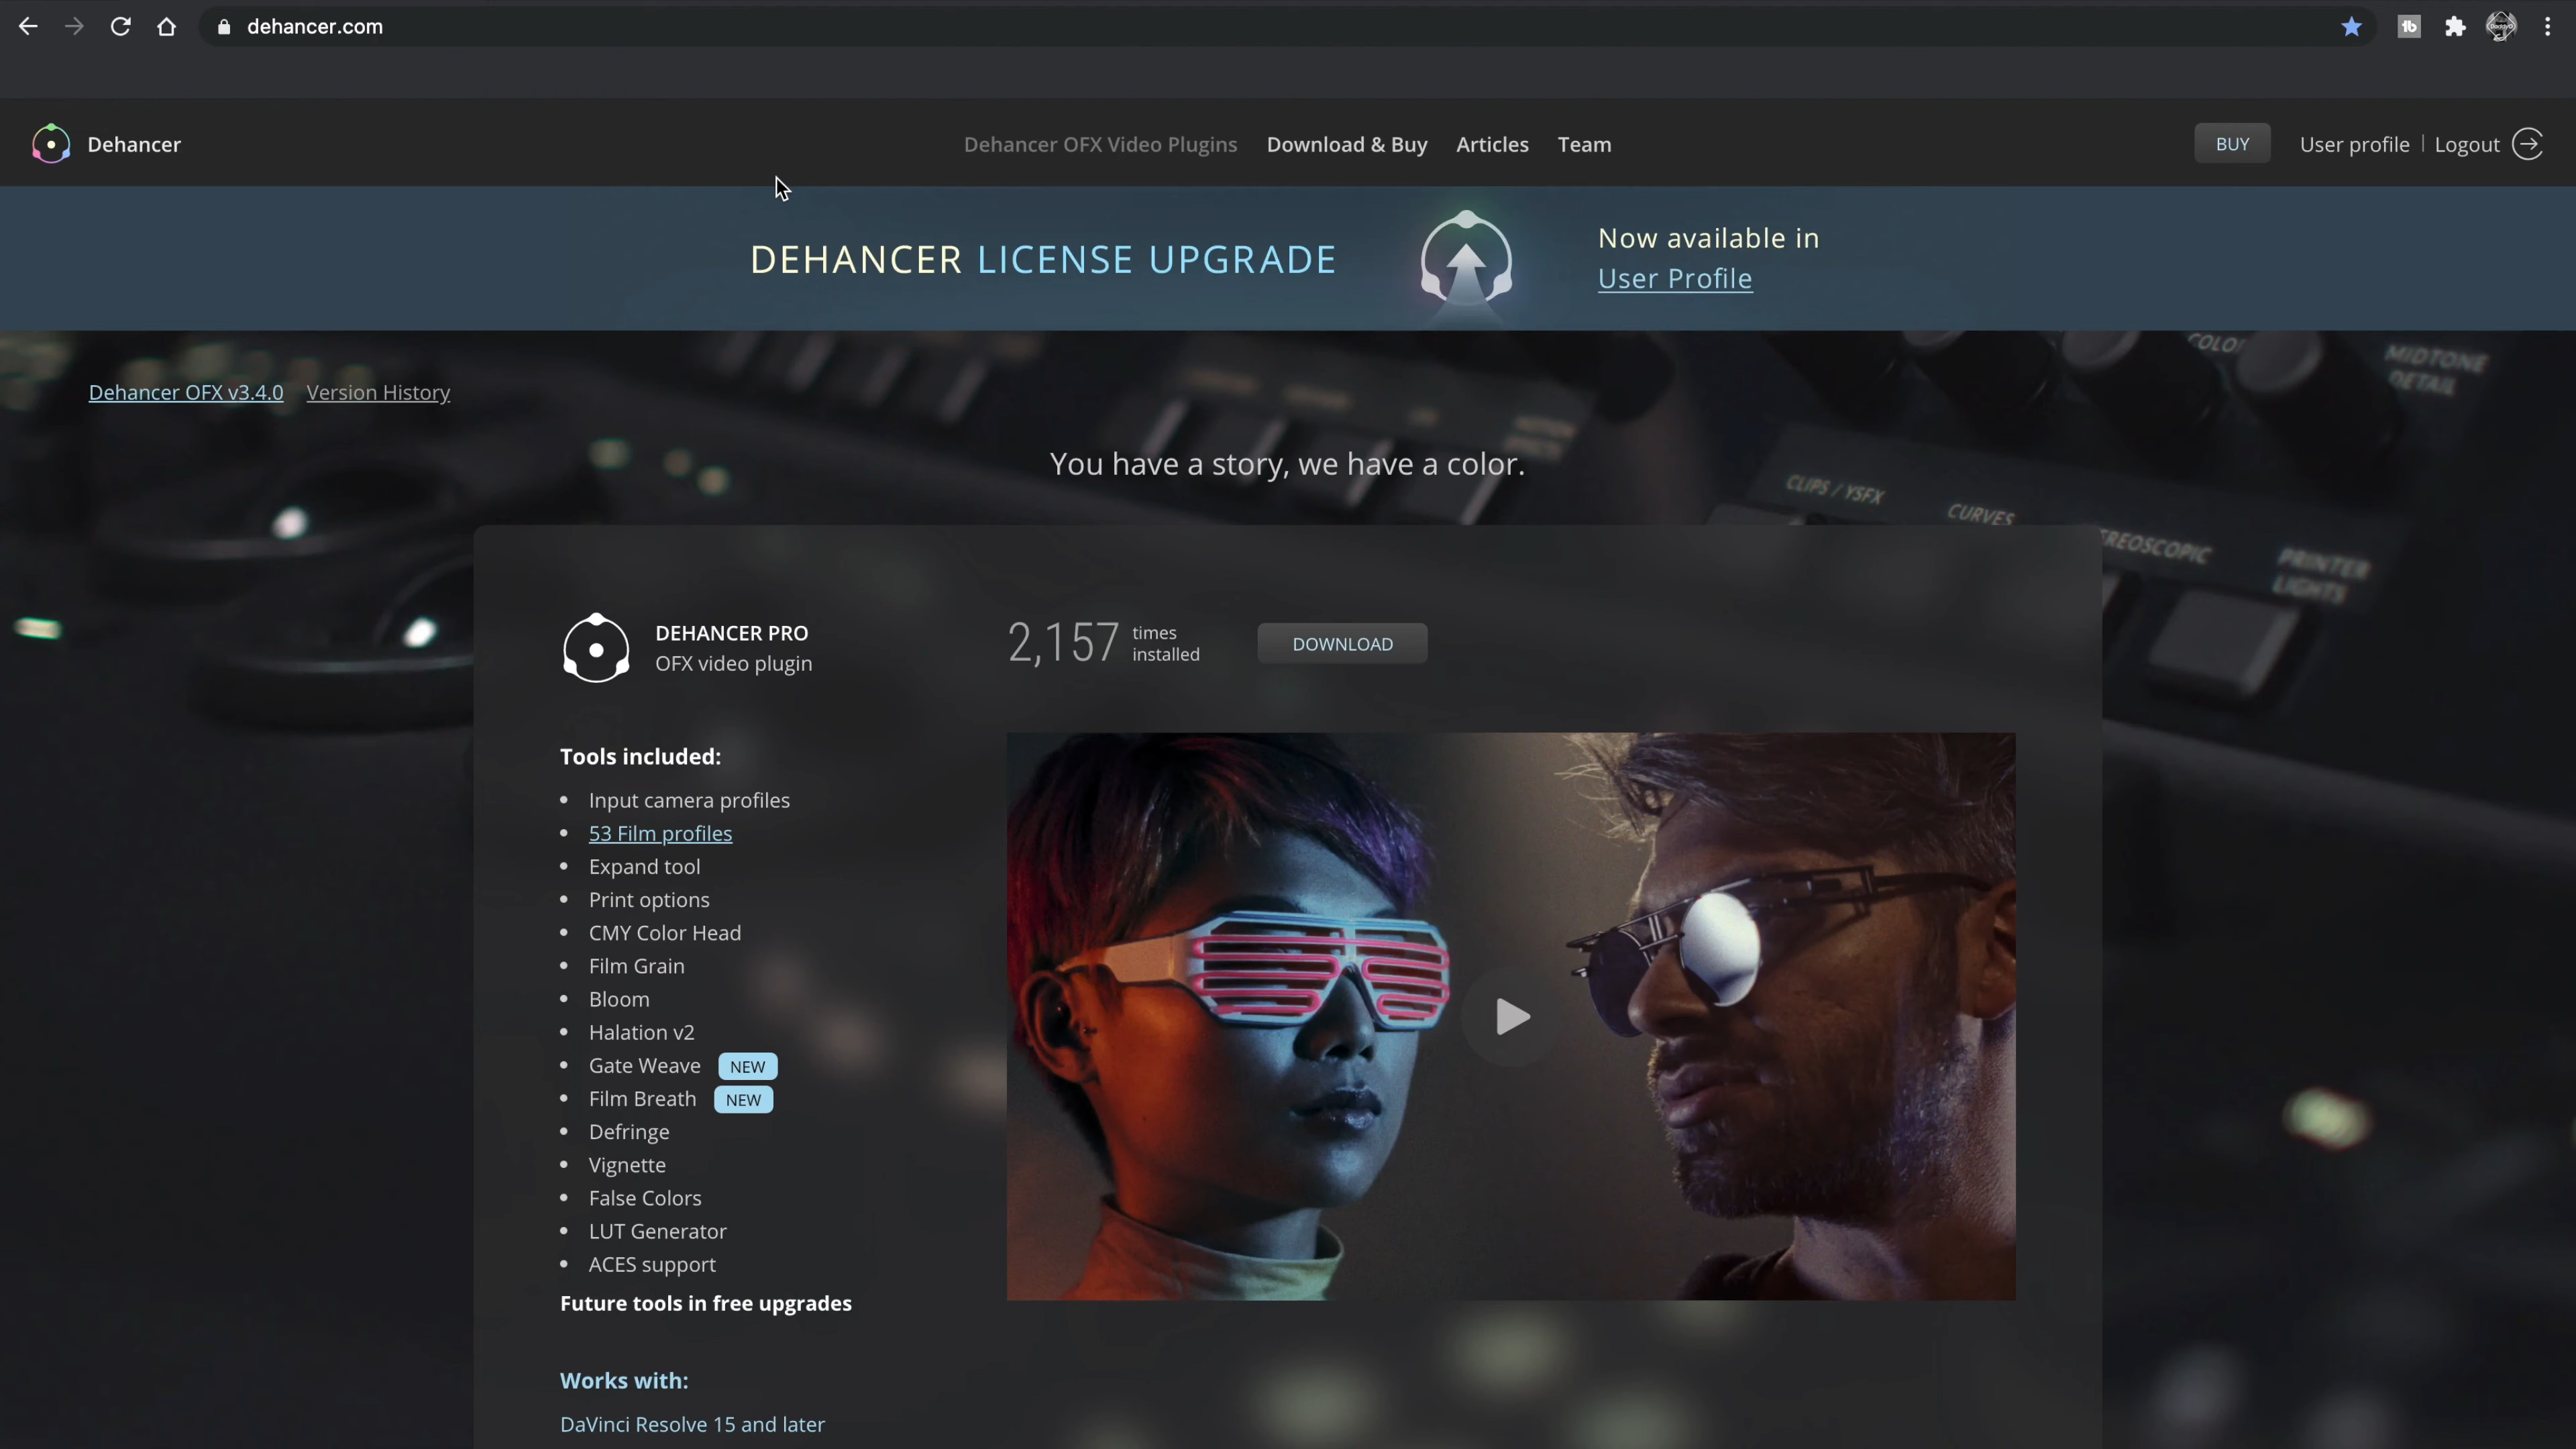 dehancer.com
Dehancer
Dehancer OFX Video Plugins
Download & Buy
Articles
Team
BUY
User profile | Logout
DEHANCER LICENSE UPGRADE
Now available in
User Profile
Dehancer OFX v3.4.0
Version History
COLO
MIDTONE
DETAIL
You have a story, we have a color.
CLIPS / YSFX
CURVES
TREOSCOPIC
PRINTER
LIGHTS
DEHANCER PRO
OFX video plugin
2,157
times
installed
DOWNLOAD
Tools included:
• Input camera profiles
• 53 Film profiles
• Expand tool
• Print options
• CMY Color Head
• Film Grain
• Bloom
• Halation v2
• Gate Weave NEW
• Film Breath NEW
• Defringe
• Vignette
• False Colors
• LUT Generator
• ACES support
Future tools in free upgrades
Works with:
DaVinci Resolve 15 and later